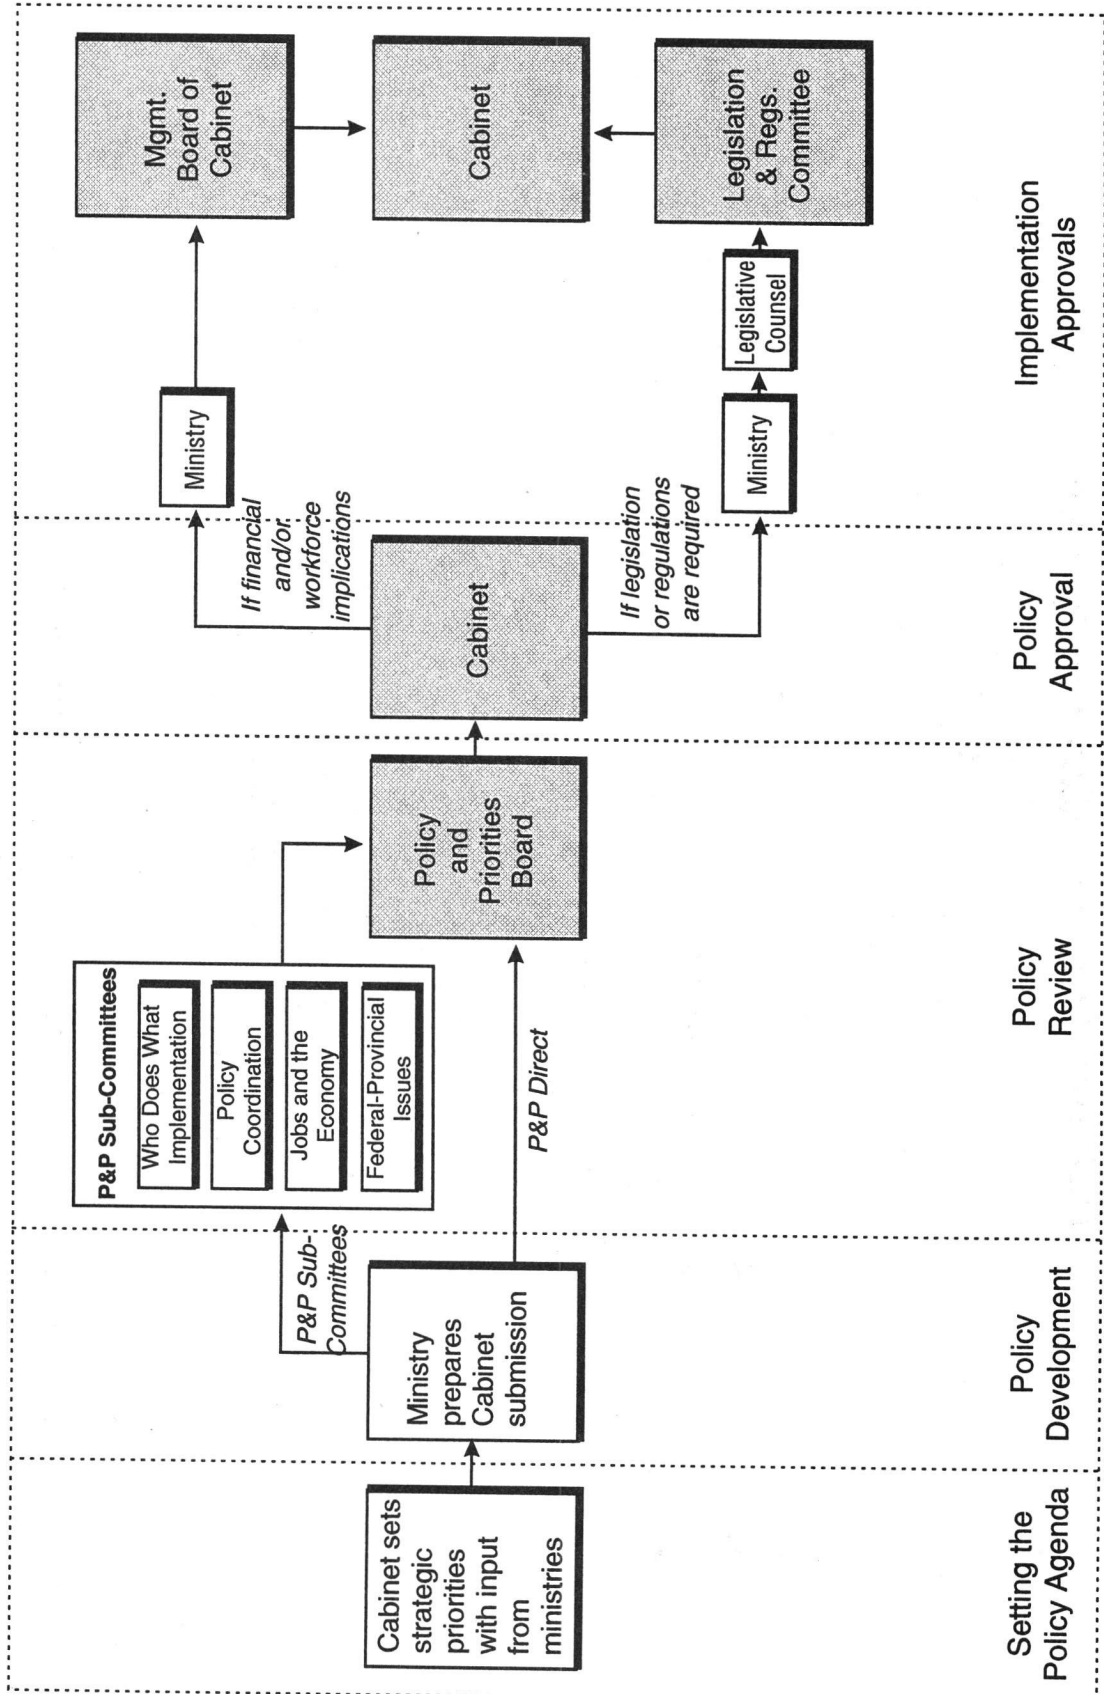 Cabinet sets
strategic
priorities
with input
from
ministries
Setting the
Policy Agenda
P&P Sub-
Committees
Ministry
prepares
Cabinet
submission
Policy
Development
P&P Sub-Committees
Who Does What
Implementation
Policy
Coordination
Jobs and the
Economy
Federal-Provincial
Issues
P&P Direct
Policy
and
Priorities
Board
Policy
Review
If financial
and/or
workforce
implications
Cabinet
If legislation
or regulations
are required
Policy
Approval
Ministry
Mgmt.
Board of
Cabinet
Cabinet
Ministry
Legislative
Counsel
Legislation
& Regs.
Committee
Implementation
Approvals